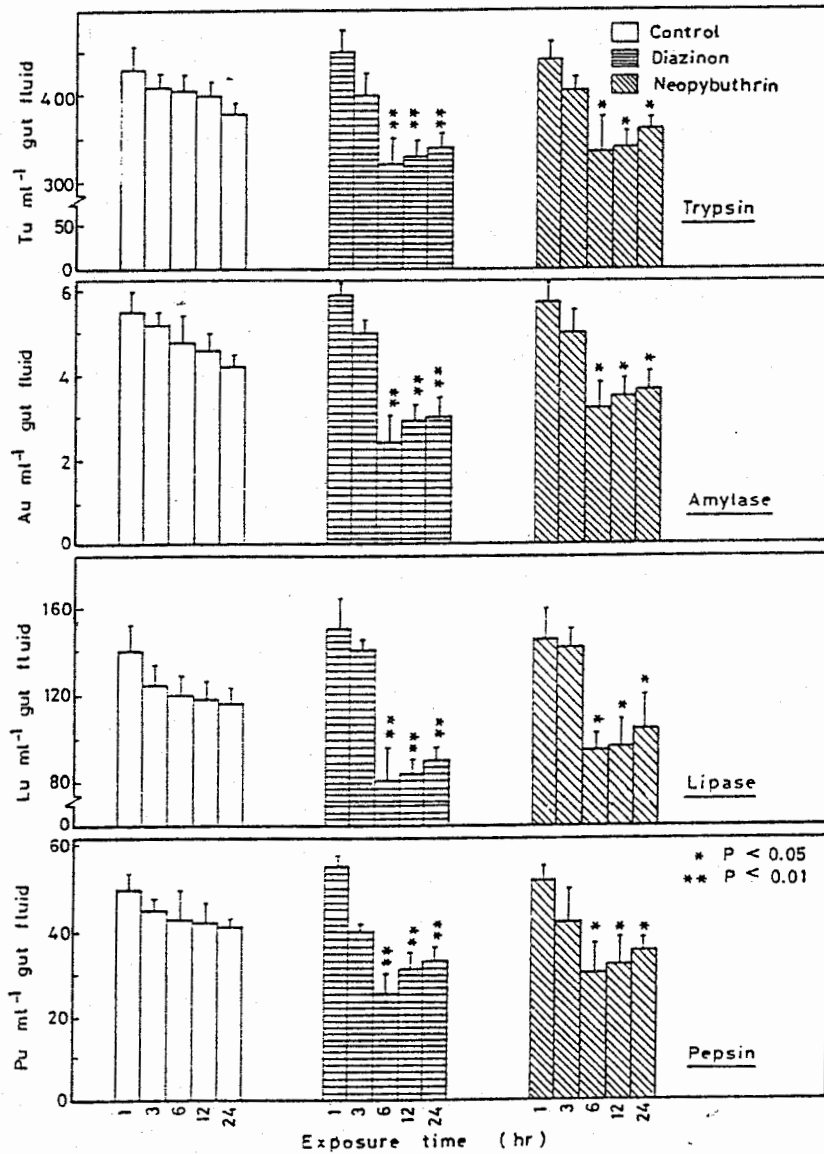 Control
Diazinon
Neopybuthrin
Tu ml⁻¹ gut fluid
400
300
50
0
** ** **
* * *
Trypsin
Au ml⁻¹ gut fluid
6
4
2
0
** ** **
* * *
Amylase
Lu ml⁻¹ gut fluid
160
120
80
0
** ** **
* * *
Lipase
Pu ml⁻¹ gut fluid
60
40
20
0
** ** **
* * *
* P < 0.05
** P < 0.01
Pepsin
1 3 6 12 24
1 3 6 12 24
1 3 6 12 24
Exposure time (hr)